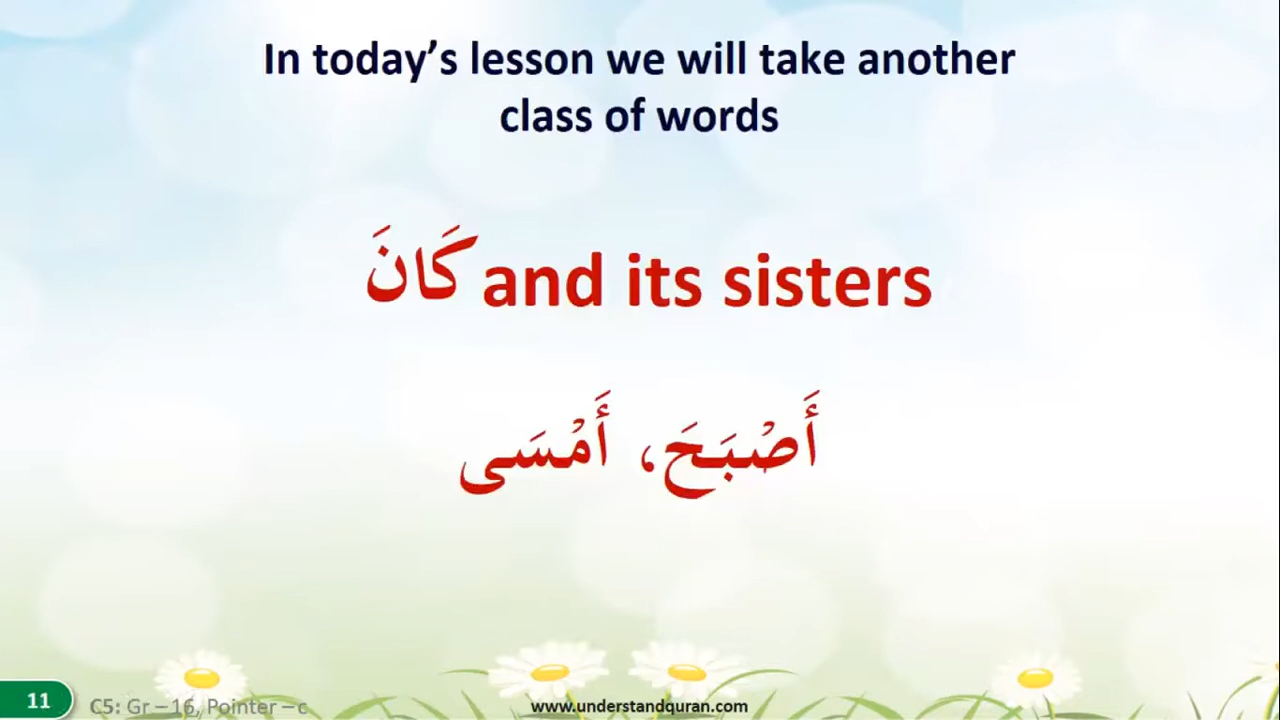 In today’s lesson we will take another
class of words
كَانَ and its sisters
أَصْبَحَ، أَمْسَى
11
C5: Gr – 16, Pointer – c
www.understandquran.com